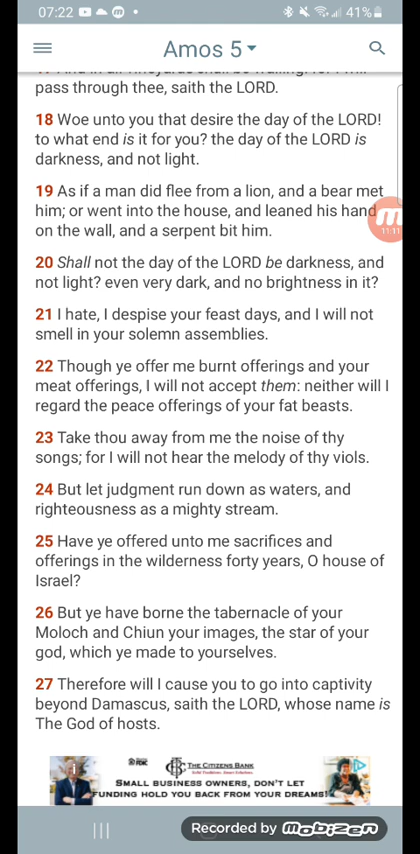 07:22
41%
Amos 5
pass through thee, saith the LORD.
18 Woe unto you that desire the day of the LORD!
to what end is it for you? the day of the LORD is
darkness, and not light.
19 As if a man did flee from a lion, and a bear met
him; or went into the house, and leaned his hand
on the wall, and a serpent bit him.
11:11
20 Shall not the day of the LORD be darkness, and
not light? even very dark, and no brightness in it?
21 I hate, I despise your feast days, and I will not
smell in your solemn assemblies.
22 Though ye offer me burnt offerings and your
meat offerings, I will not accept them: neither will I
regard the peace offerings of your fat beasts.
23 Take thou away from me the noise of thy
songs; for I will not hear the melody of thy viols.
24 But let judgment run down as waters, and
righteousness as a mighty stream.
25 Have ye offered unto me sacrifices and
offerings in the wilderness forty years, O house of
Israel?
26 But ye have borne the tabernacle of your
Moloch and Chiun your images, the star of your
god, which ye made to yourselves.
27 Therefore will I cause you to go into captivity
beyond Damascus, saith the LORD, whose name is
The God of hosts.
THE CITIZENS BANK
SMALL BUSINESS OWNERS, DON'T LET
FUNDING HOLD YOU BACK FROM YOUR DREAMS!
Recorded by MOBIZEN